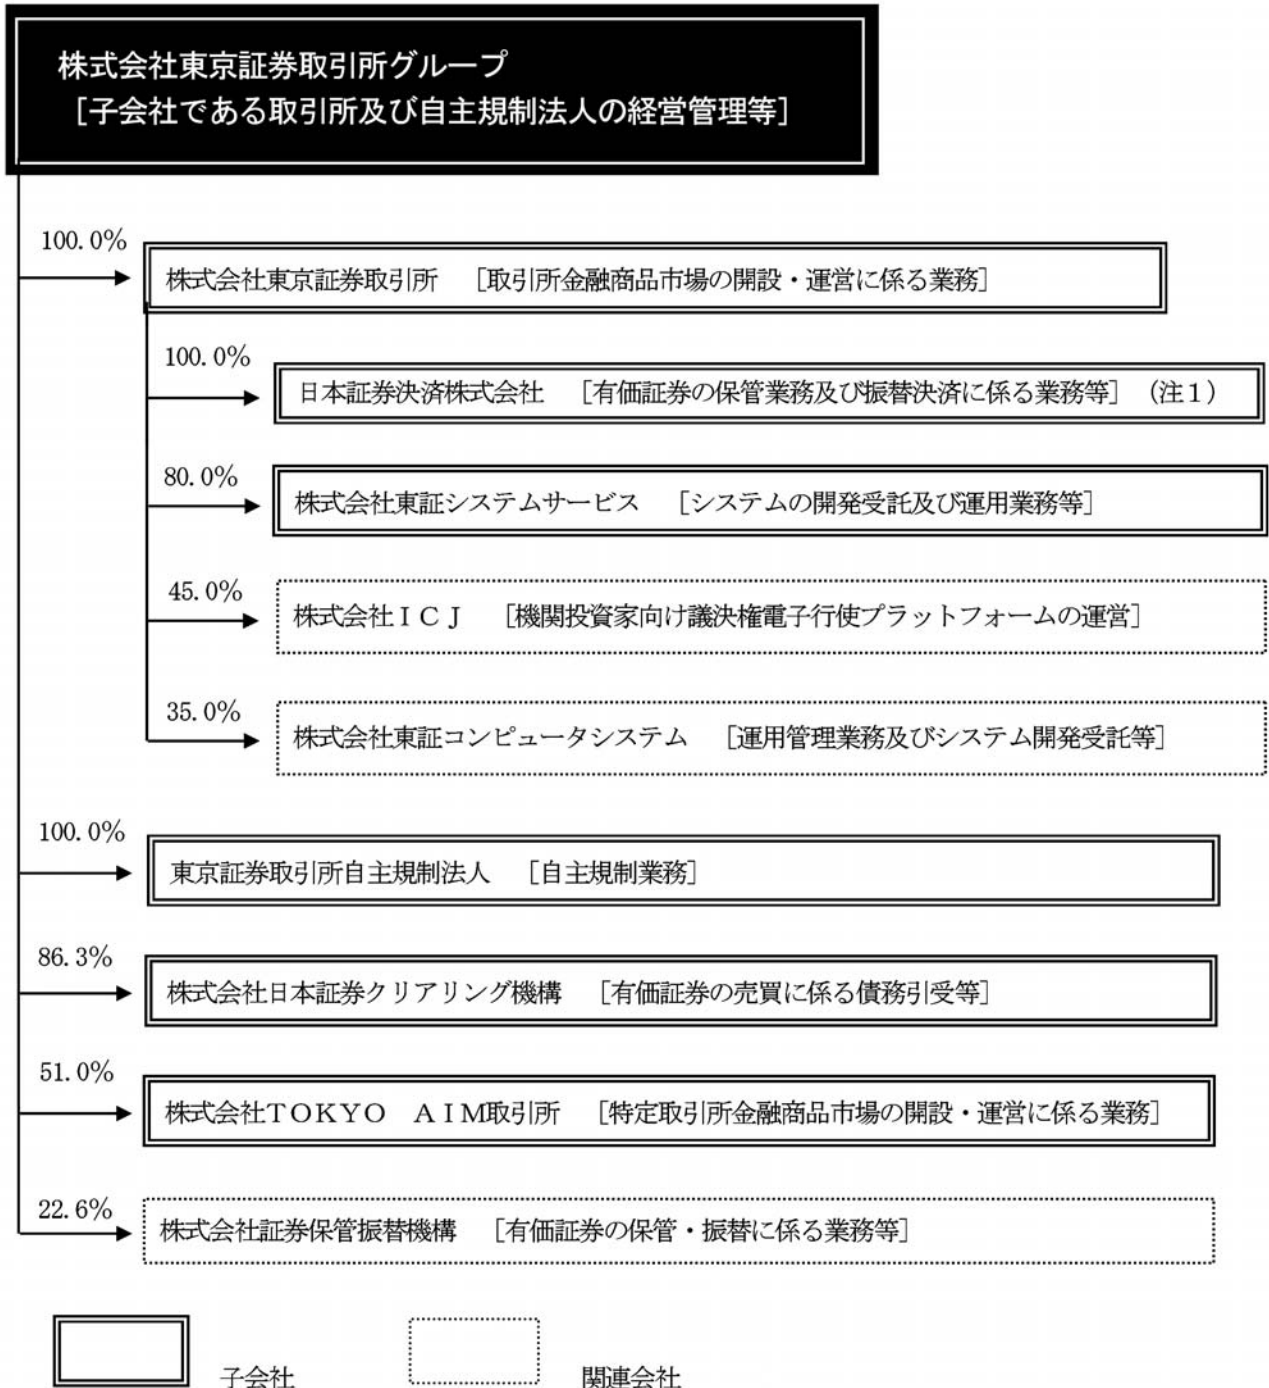 株式会社東京証券取引所グループ
［子会社である取引所及び自主規制法人の経営管理等］
100.0%
株式会社東京証券取引所　［取引所金融商品市場の開設・運営に係る業務］
100.0%
日本証券決済株式会社　［有価証券の保管業務及び振替決済に係る業務等］（注１）
80.0%
株式会社東証システムサービス　［システムの開発受託及び運用業務等］
45.0%
株式会社ＩＣＪ　［機関投資家向け議決権電子行使プラットフォームの運営］
35.0%
株式会社東証コンピュータシステム　［運用管理業務及びシステム開発受託等］
100.0%
東京証券取引所自主規制法人　［自主規制業務］
86.3%
株式会社日本証券クリアリング機構　［有価証券の売買に係る債務引受等］
51.0%
株式会社ＴＯＫＹＯ　ＡＩＭ取引所　［特定取引所金融商品市場の開設・運営に係る業務］
22.6%
株式会社証券保管振替機構　［有価証券の保管・振替に係る業務等］
子会社　関連会社